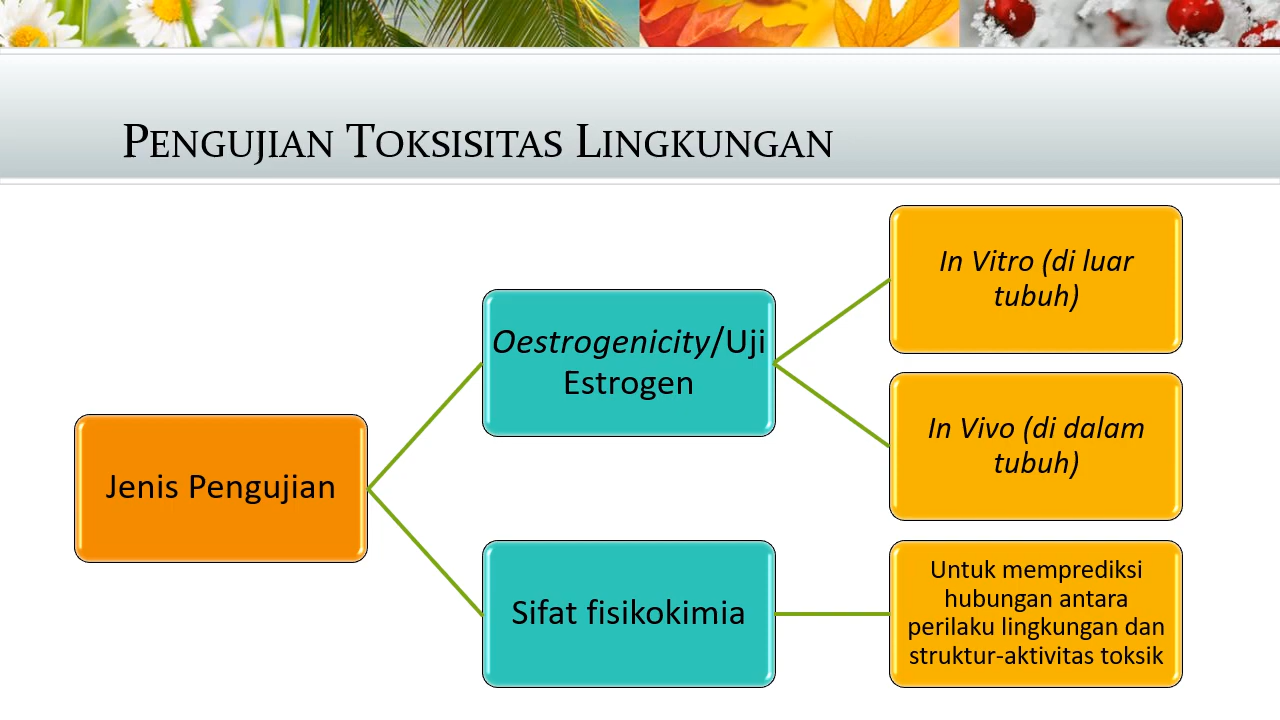 PENGUJIAN TOKSISITAS LINGKUNGAN
Jenis Pengujian
Oestrogenicity/Uji
Estrogen
In Vitro (di luar
tubuh)
In Vivo (di dalam
tubuh)
Sifat fisikokimia
Untuk memprediksi
hubungan antara
perilaku lingkungan dan
struktur-aktivitas toksik